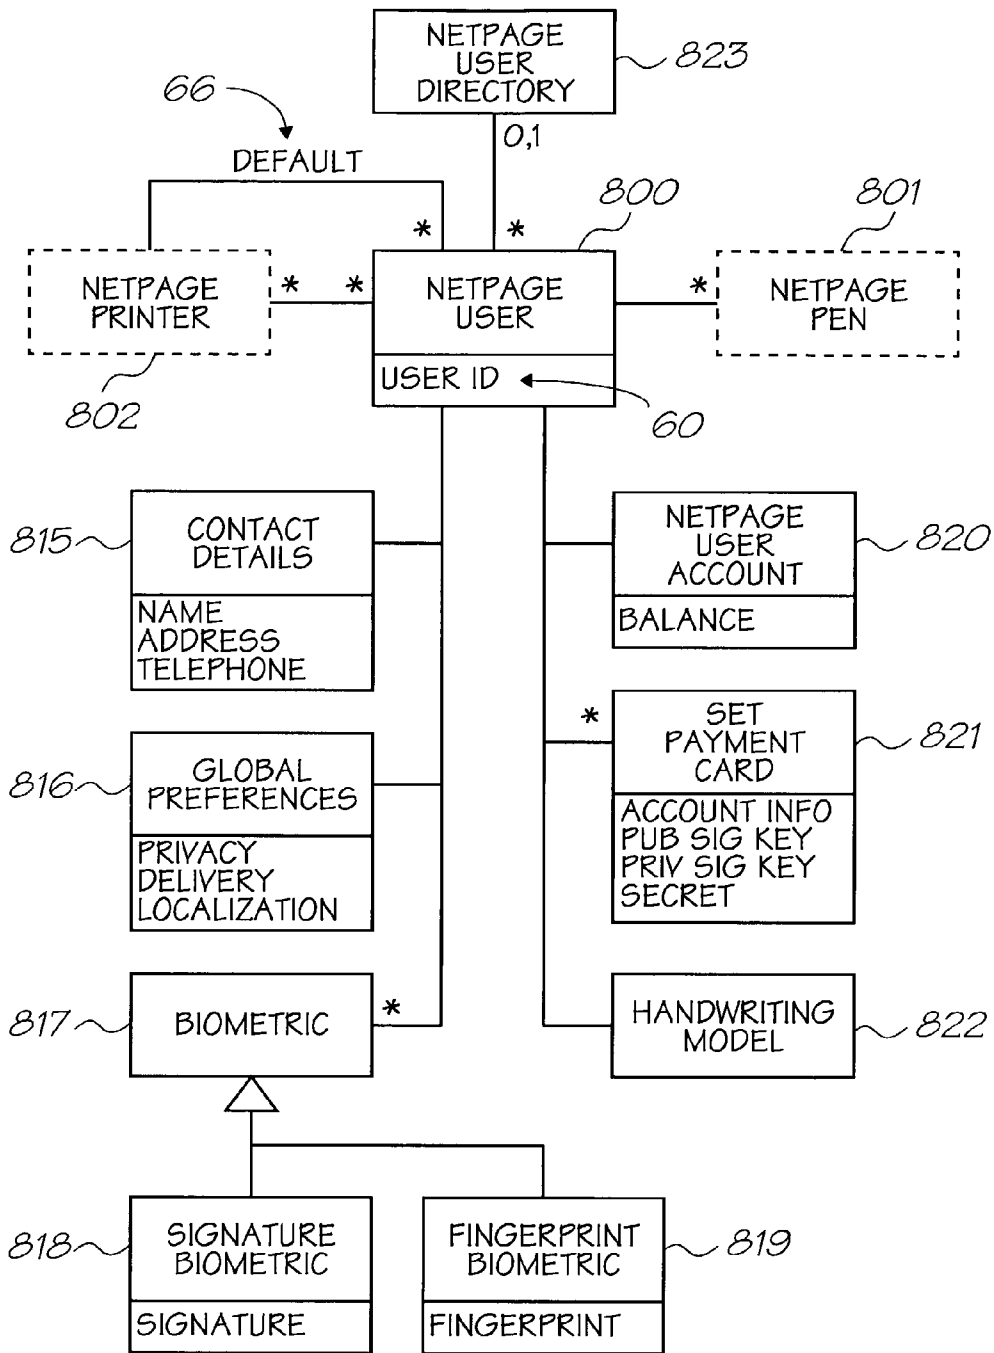 NETPAGE
USER
DIRECTORY
823
0,1
66
DEFAULT
*
*
800
801
NETPAGE
PRINTER
*
*
802
NETPAGE
USER
USER ID
60
*
NETPAGE
PEN
815
CONTACT
DETAILS
NAME
ADDRESS
TELEPHONE
NETPAGE
USER
ACCOUNT
BALANCE
820
816
GLOBAL
PREFERENCES
PRIVACY
DELIVERY
LOCALIZATION
*
SET
PAYMENT
CARD
ACCOUNT INFO
PUB SIG KEY
PRIV SIG KEY
SECRET
821
817
BIOMETRIC
*
HANDWRITING
MODEL
822
818
SIGNATURE
BIOMETRIC
SIGNATURE
FINGERPRINT
BIOMETRIC
FINGERPRINT
819